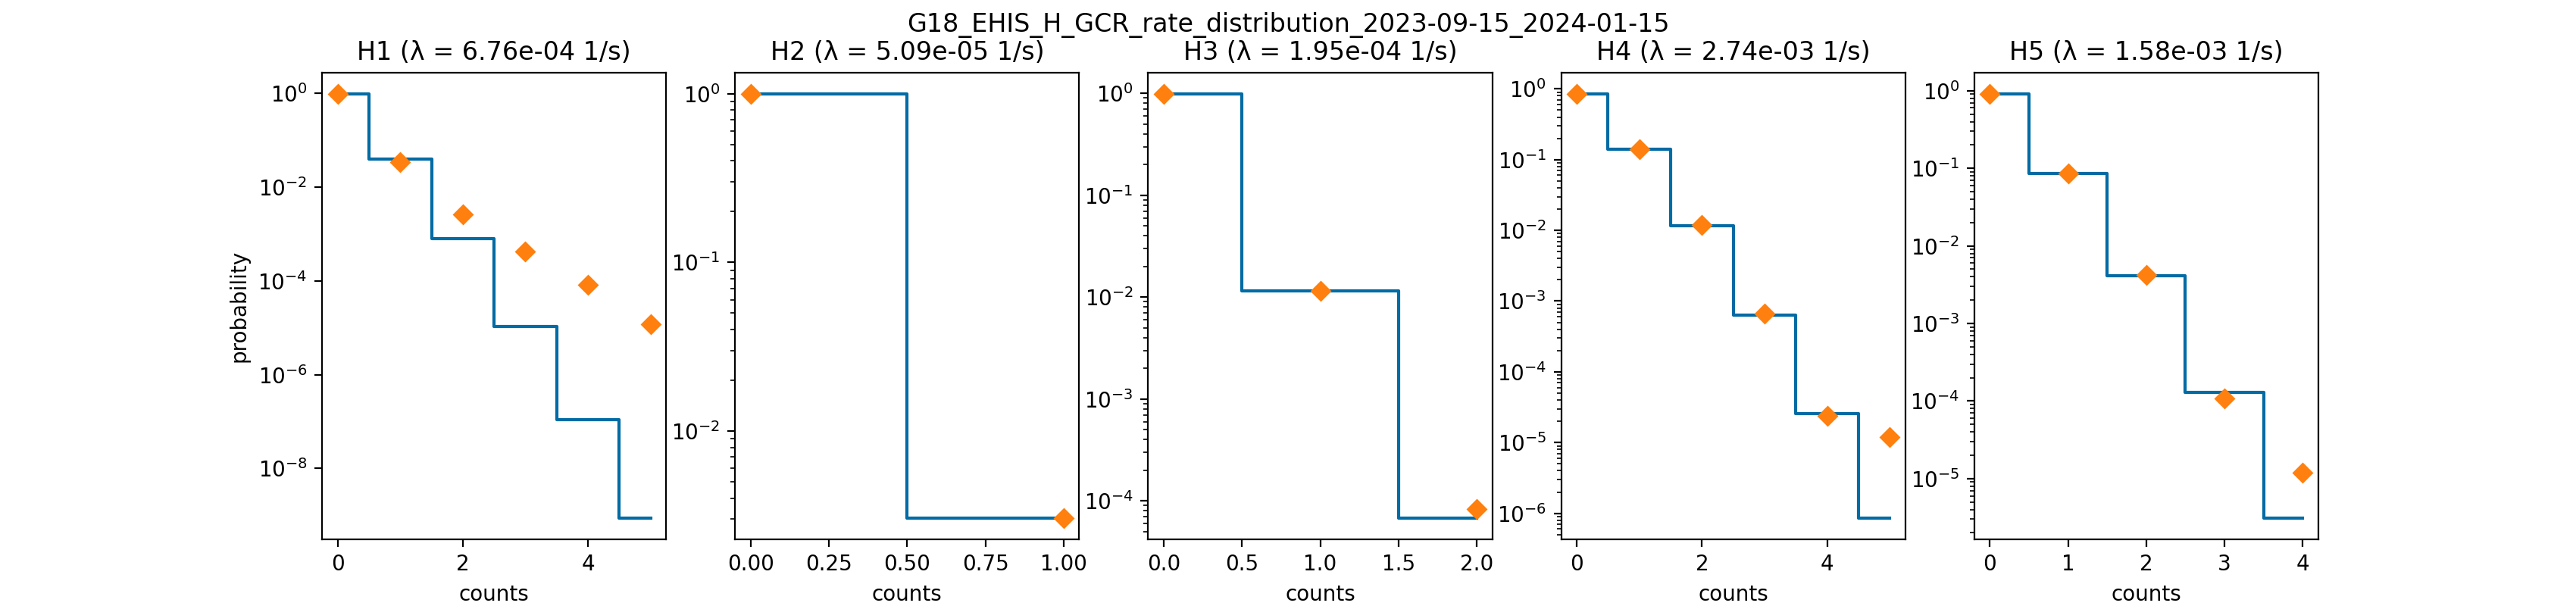 G18_EHIS_H_GCR_rate_distribution_2023-09-15_2024-01-15
H1 (λ = 6.76e-04 1/s)
H2 (λ = 5.09e-05 1/s)
H3 (λ = 1.95e-04 1/s)
H4 (λ = 2.74e-03 1/s)
H5 (λ = 1.58e-03 1/s)
probability
10⁰
10⁻²
10⁻⁴
10⁻⁶
10⁻⁸
0 2 4
counts
10⁰
10⁻¹
10⁻²
0.00 0.25 0.50 0.75 1.00
counts
10⁰
10⁻¹
10⁻²
10⁻³
10⁻⁴
0.0 0.5 1.0 1.5 2.0
counts
10⁰
10⁻¹
10⁻²
10⁻³
10⁻⁴
10⁻⁵
10⁻⁶
0 2 4
counts
10⁰
10⁻¹
10⁻²
10⁻³
10⁻⁴
10⁻⁵
0 1 2 3 4
counts